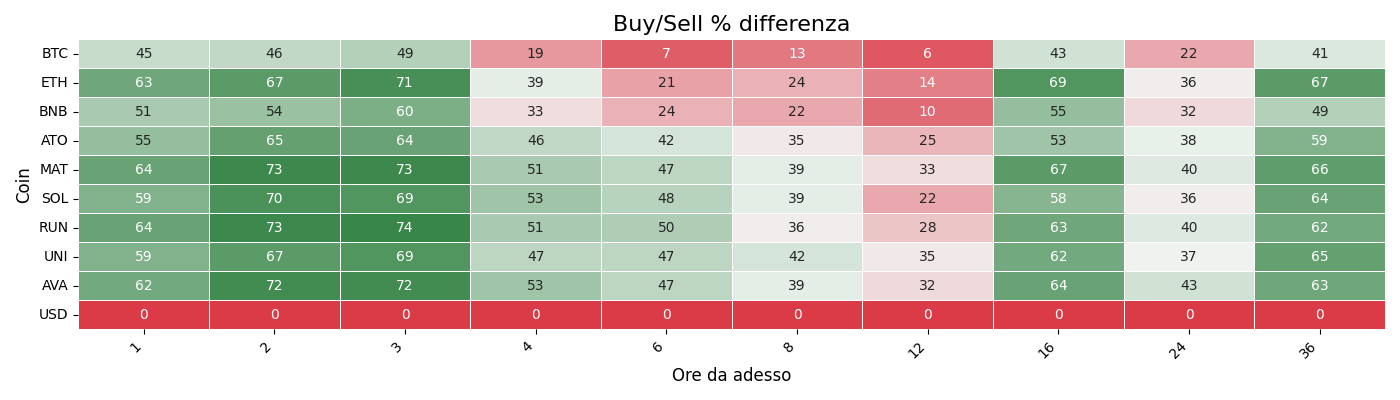 Buy/Sell % differenza
Coin
BTC 45 46 49 19 7 13 6 43 22 41
ETH 63 67 71 39 21 24 14 69 36 67
BNB 51 54 60 33 24 22 10 55 32 49
ATO 55 65 64 46 42 35 25 53 38 59
MAT 64 73 73 51 47 39 33 67 40 66
SOL 59 70 69 53 48 39 22 58 36 64
RUN 64 73 74 51 50 36 28 63 40 62
UNI 59 67 69 47 47 42 35 62 37 65
AVA 62 72 72 53 47 39 32 64 43 63
USD 0 0 0 0 0 0 0 0 0 0
1 2 3 4 6 8 12 16 24 36
Ore da adesso